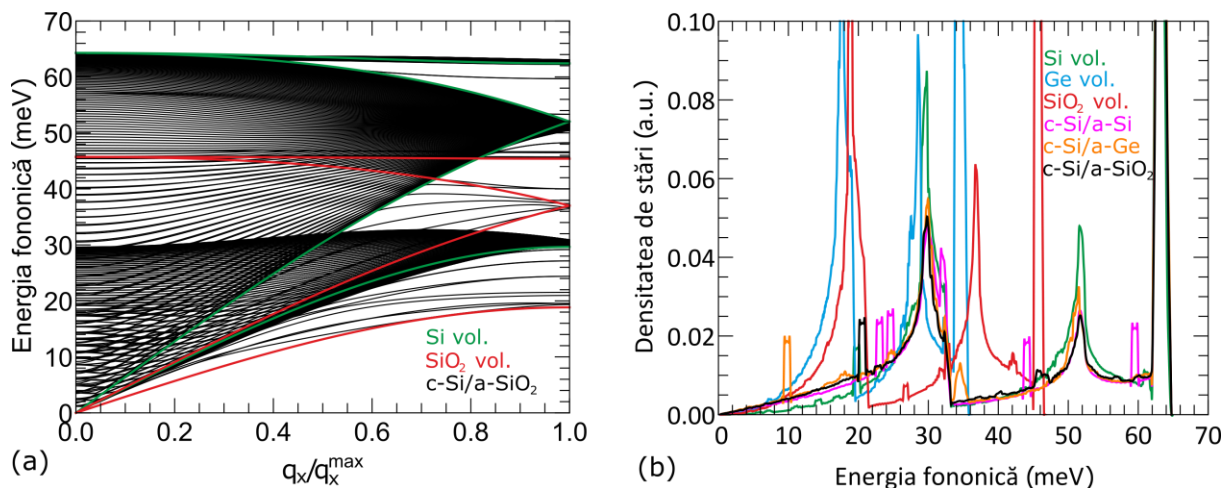 70
60
50
40
30
20
10
0
Energia fononică (meV)
Si vol.
SiO₂ vol.
c-Si/a-SiO₂
0.0 0.2 0.4 0.6 0.8 1.0
qₓ/qₓᵐᵃˣ
(a)
0.10
0.08
0.06
0.04
0.02
0.00
Densitatea de stări (a.u.)
Si vol.
Ge vol.
SiO₂ vol.
c-Si/a-Si
c-Si/a-Ge
c-Si/a-SiO₂
0 10 20 30 40 50 60 70
Energia fononică (meV)
(b)